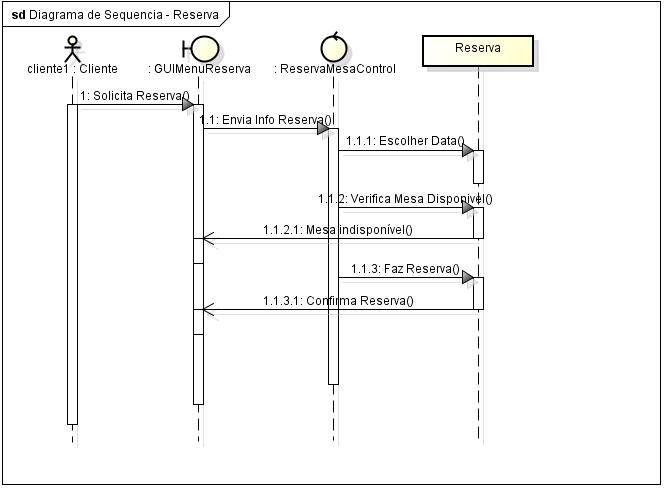 sd Diagrama de Sequencia - Reserva
cliente1 : Cliente
: GUIMenuReserva
: ReservaMesaControl
Reserva
1: Solicita Reserva()
1.1: Envia Info Reserva()
1.1.1: Escolher Data()
1.1.2: Verifica Mesa Disponivel()
1.1.2.1: Mesa indisponível()
1.1.3: Faz Reserva()
1.1.3.1: Confirma Reserva()